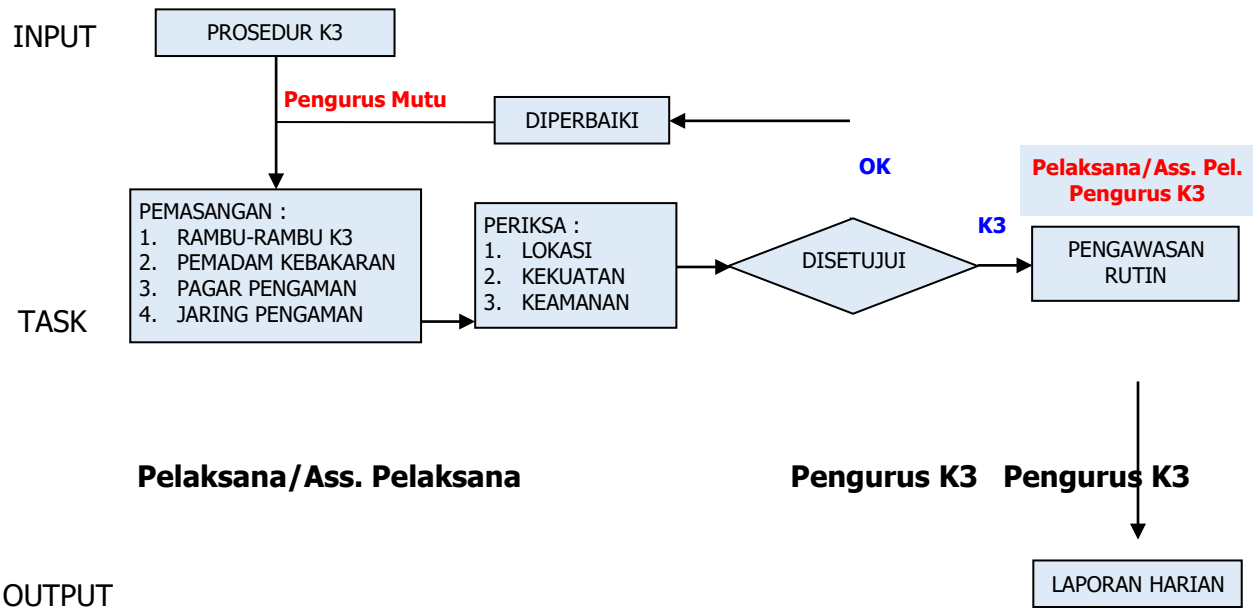 INPUT
PROSEDUR K3
Pengurus Mutu
DIPERBAIKI
OK
Pelaksana/Ass. Pel.
Pengurus K3
PEMASANGAN :
1. RAMBU-RAMBU K3
2. PEMADAM KEBAKARAN
3. PAGAR PENGAMAN
4. JARING PENGAMAN
PERIKSA :
1. LOKASI
2. KEKUATAN
3. KEAMANAN
DISETUJUI
K3
PENGAWASAN
RUTIN
TASK
Pelaksana/Ass. Pelaksana
Pengurus K3
Pengurus K3
LAPORAN HARIAN
OUTPUT